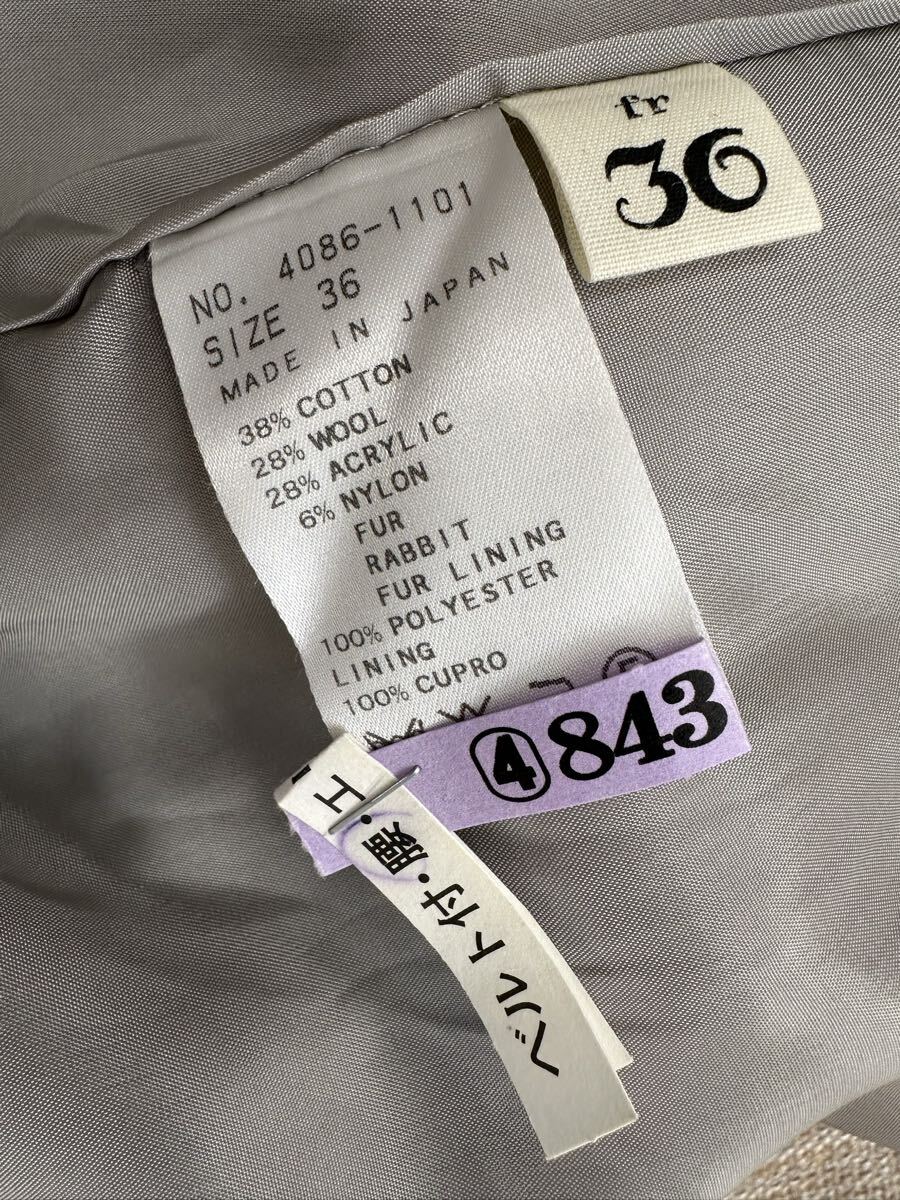 fr
36
NO. 4086-1101
SIZE 36
MADE IN JAPAN
38% COTTON
28% WOOL
28% ACRYLIC
6% NYLON
FUR
RABBIT
FUR LINING
100% POLYESTER
LINING
100% CUPRO
④843
ベルト付・腰・エ